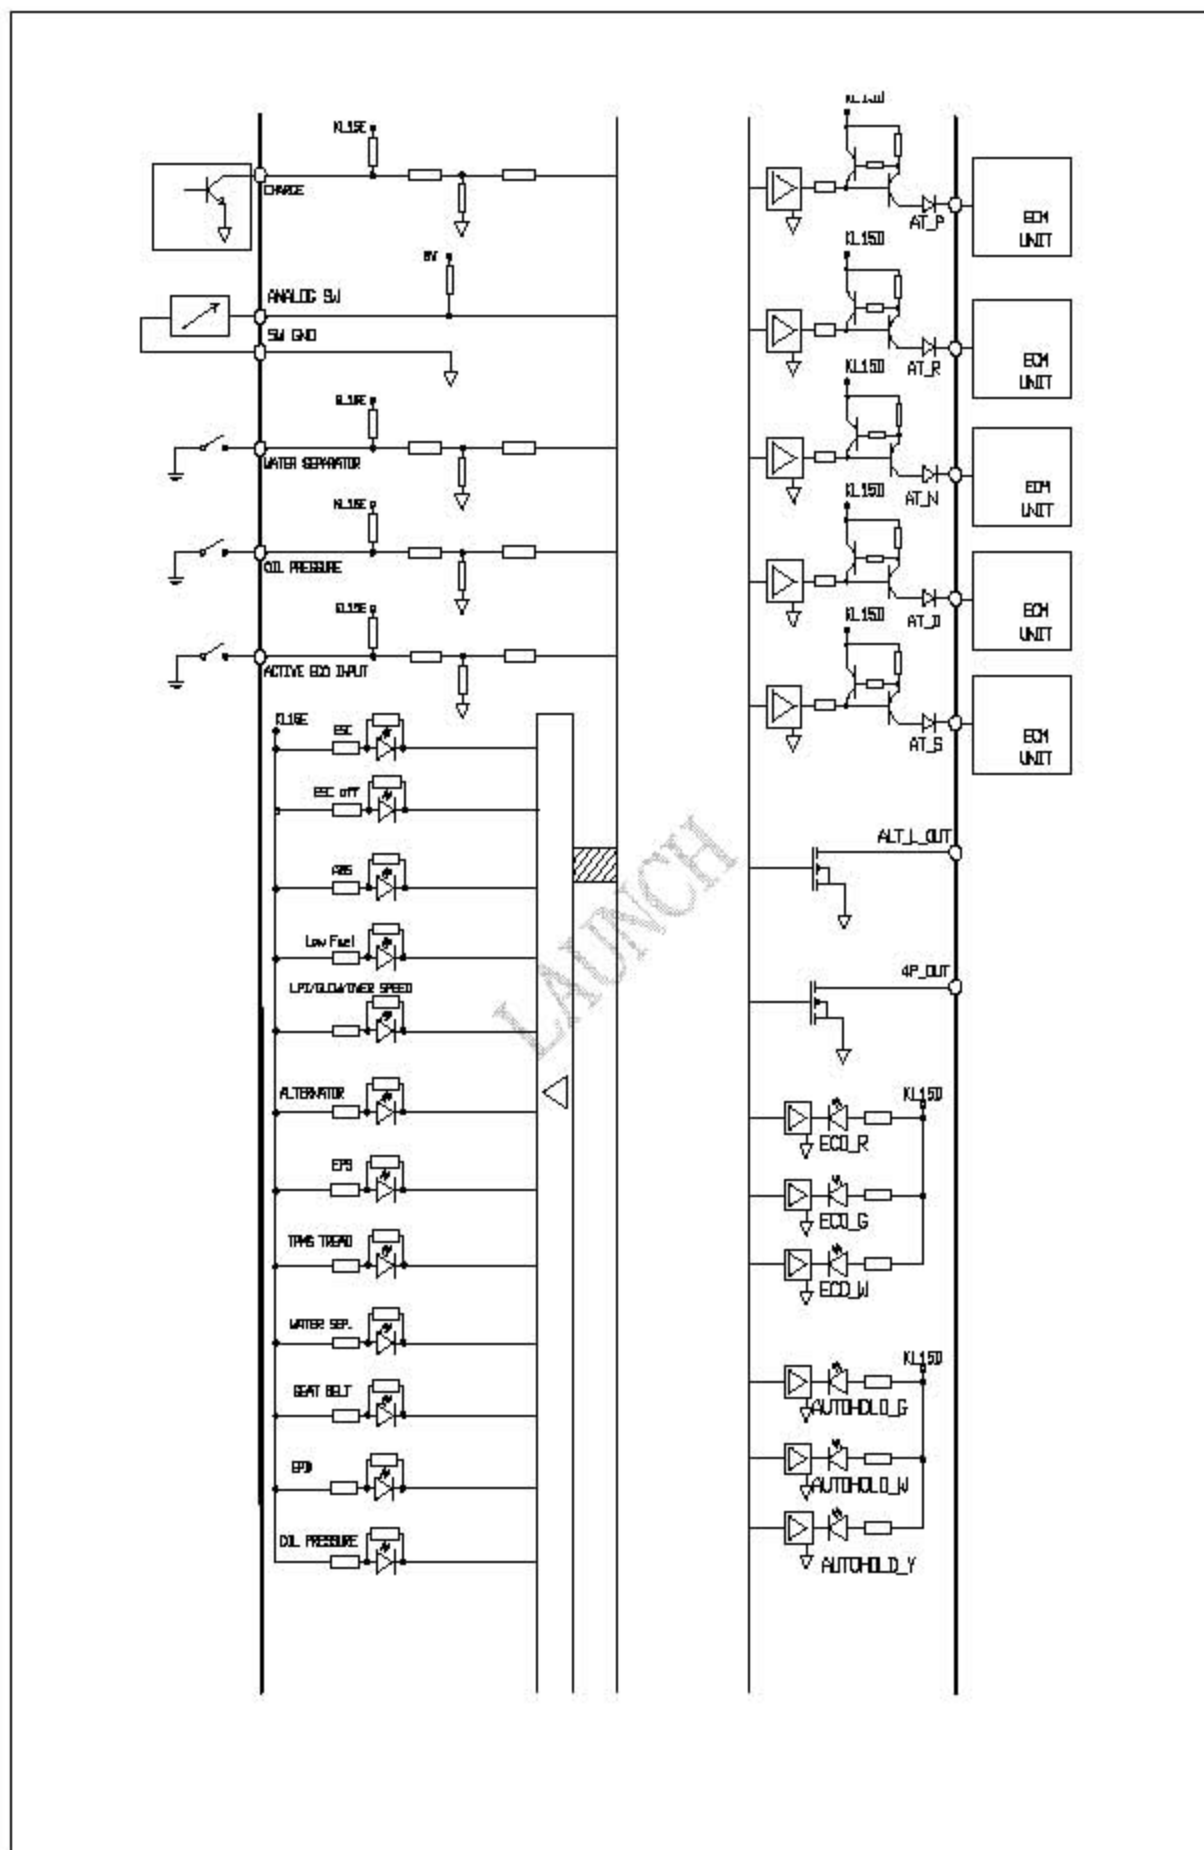 KL15E
CHARGE
8V
ANALOG SW
SW GND
KL15E
WATER SEPARATOR
KL15E
OIL PRESSURE
KL15E
ACTIVE ECO INPUT
KL15E
ESC
ESC off
ABS
Low Fuel
LPI/GLOW/OVER SPEED
ALTERNATOR
EPS
TPMS TREAD
WATER SEP.
SEAT BELT
OIL PRESSURE
LAUNCH
KL15D
AT_P
ECM
UNIT
KL15D
AT_R
ECM
UNIT
KL15D
AT_N
ECM
UNIT
KL15D
AT_D
ECM
UNIT
KL15D
AT_S
ECM
UNIT
ALT_L_OUT
4P_OUT
KL15D
ECO_R
ECO_G
ECO_W
KL15D
AUTOHOLD_G
AUTOHOLD_W
AUTOHOLD_Y